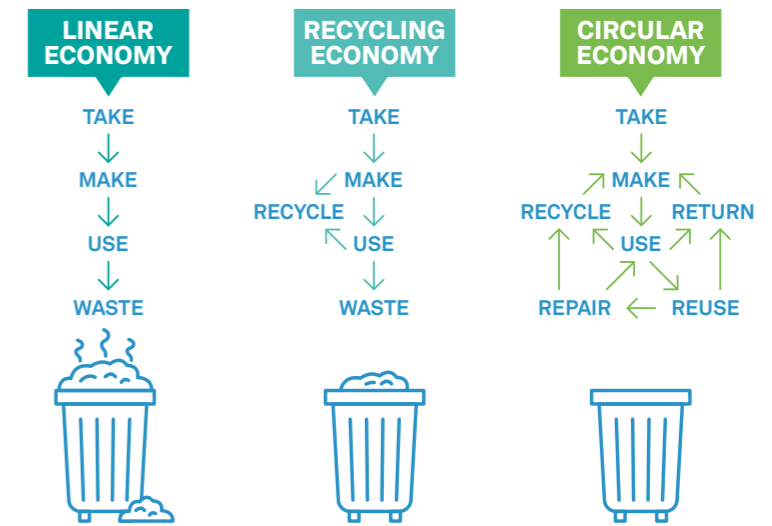 LINEAR
ECONOMY
TAKE
MAKE
USE
WASTE
RECYCLING
ECONOMY
TAKE
MAKE
RECYCLE
USE
WASTE
CIRCULAR
ECONOMY
TAKE
MAKE
RECYCLE
RETURN
USE
REPAIR
REUSE